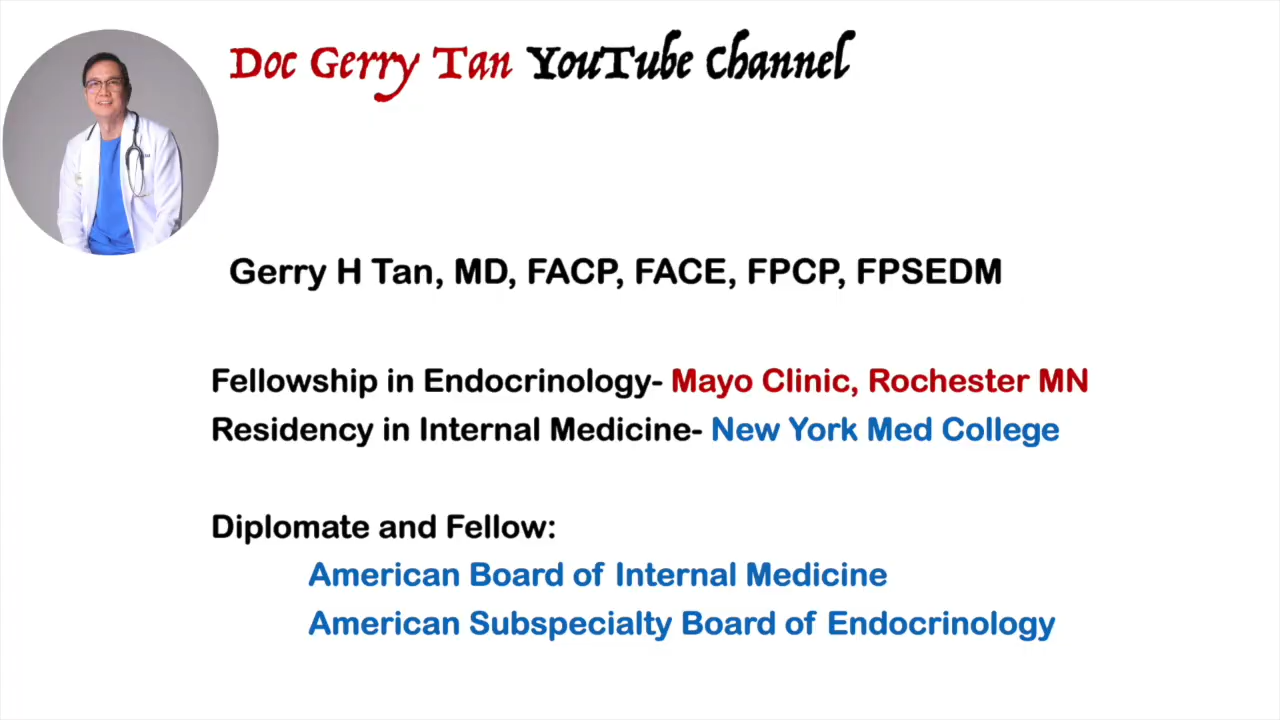 Doc Gerry Tan YouTube Channel
Gerry H Tan, MD, FACP, FACE, FPCP, FPSEDM
Fellowship in Endocrinology- Mayo Clinic, Rochester MN
Residency in Internal Medicine- New York Med College
Diplomate and Fellow:
American Board of Internal Medicine
American Subspecialty Board of Endocrinology